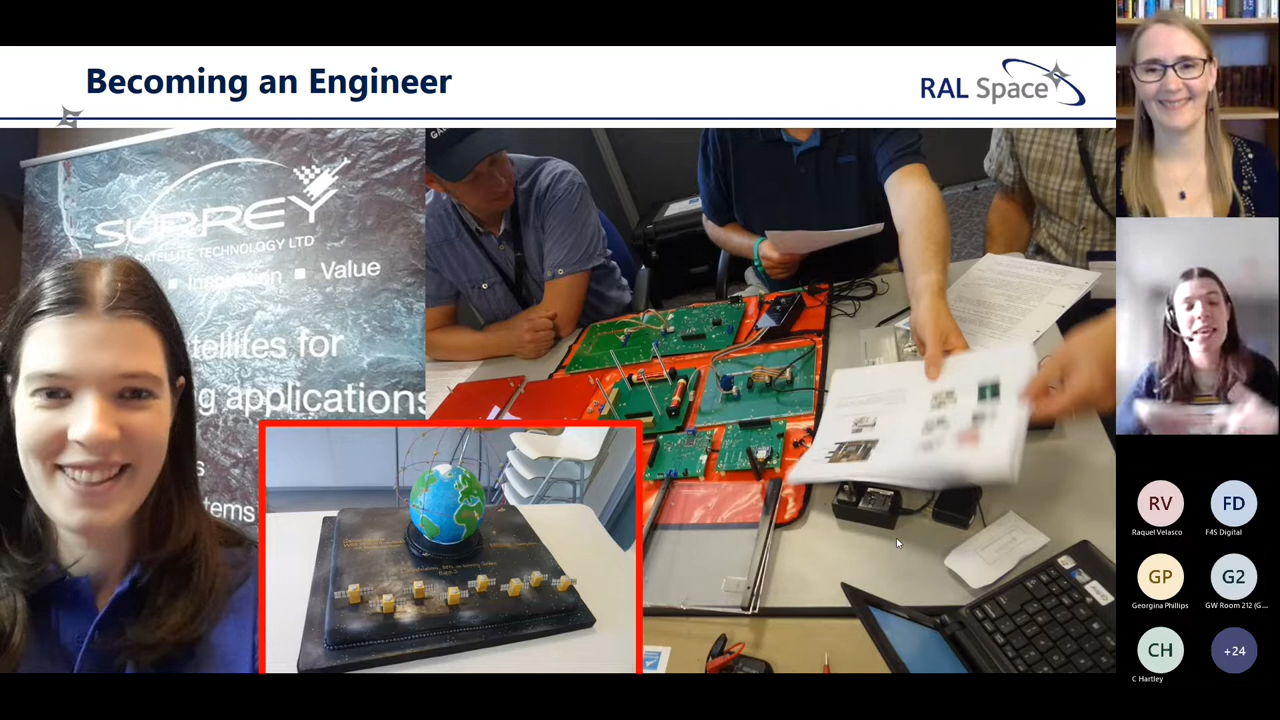 Becoming an Engineer
RAL Space
SURREY
SATELLITE TECHNOLOGY LTD
Innovation ■ Value
tellites for
g applications
s
tems
RV
Raquel Velasco
FD
F4S Digital
GP
Georgina Phillips
G2
GW Room 212 (G...
CH
C Hartley
+24